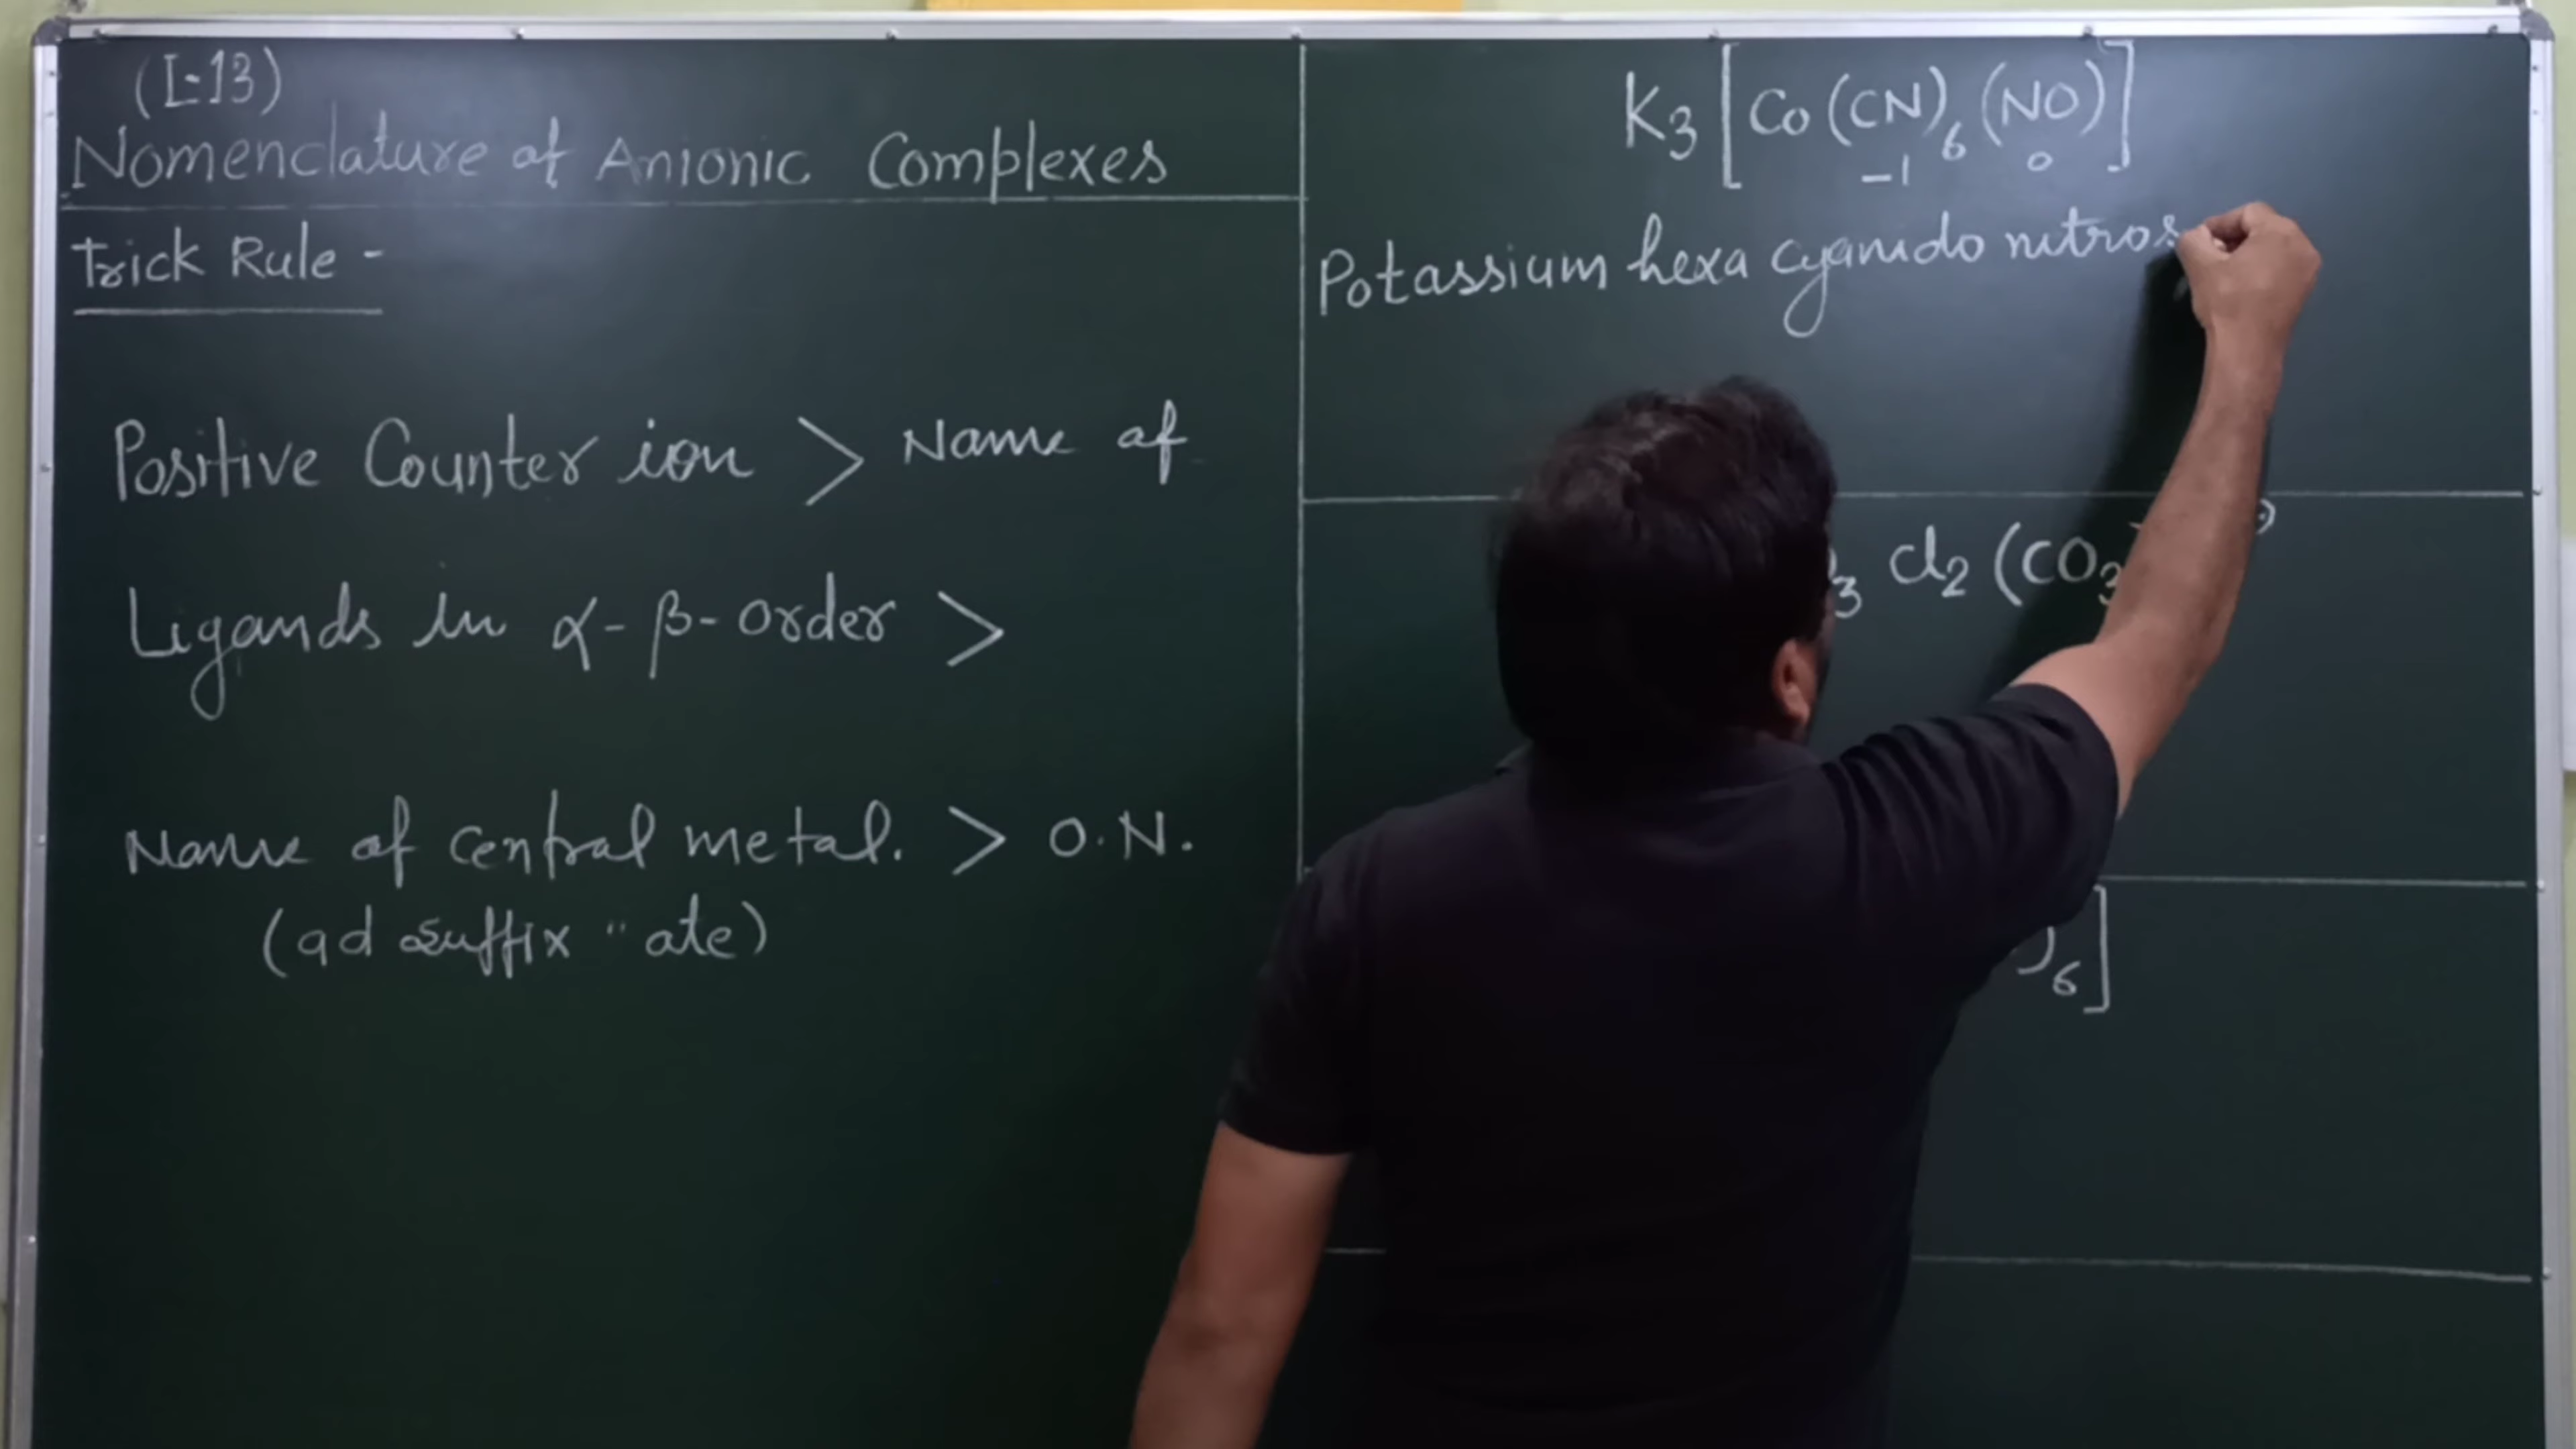 (L-13)
Nomenclature of Anionic Complexes
Trick Rule -
Positive Counter ion > Name of
Ligands in α-β-order >
Name of central metal. > O.N.
(ad suffix " ate)
K₃[Co(CN)₆(NO)]
-1 0
Potassium hexa cyanido nitros
₃ Cl₂ (CO₃
)₆]